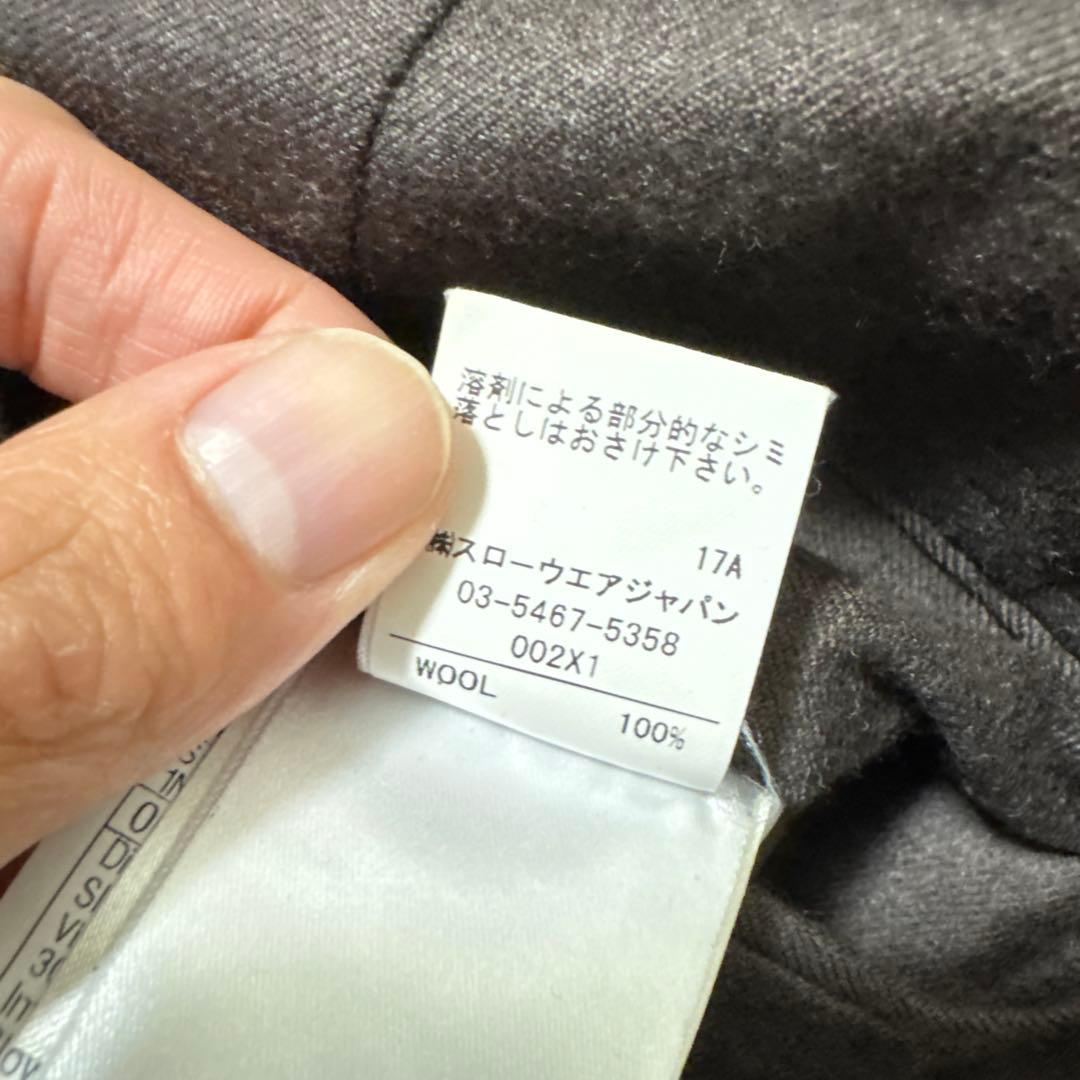 溶剤による部分的なシミ
落としはおさけ下さい。
17A
㈱スローウエアジャパン
03-5467-5358
002X1
WOOL
100%